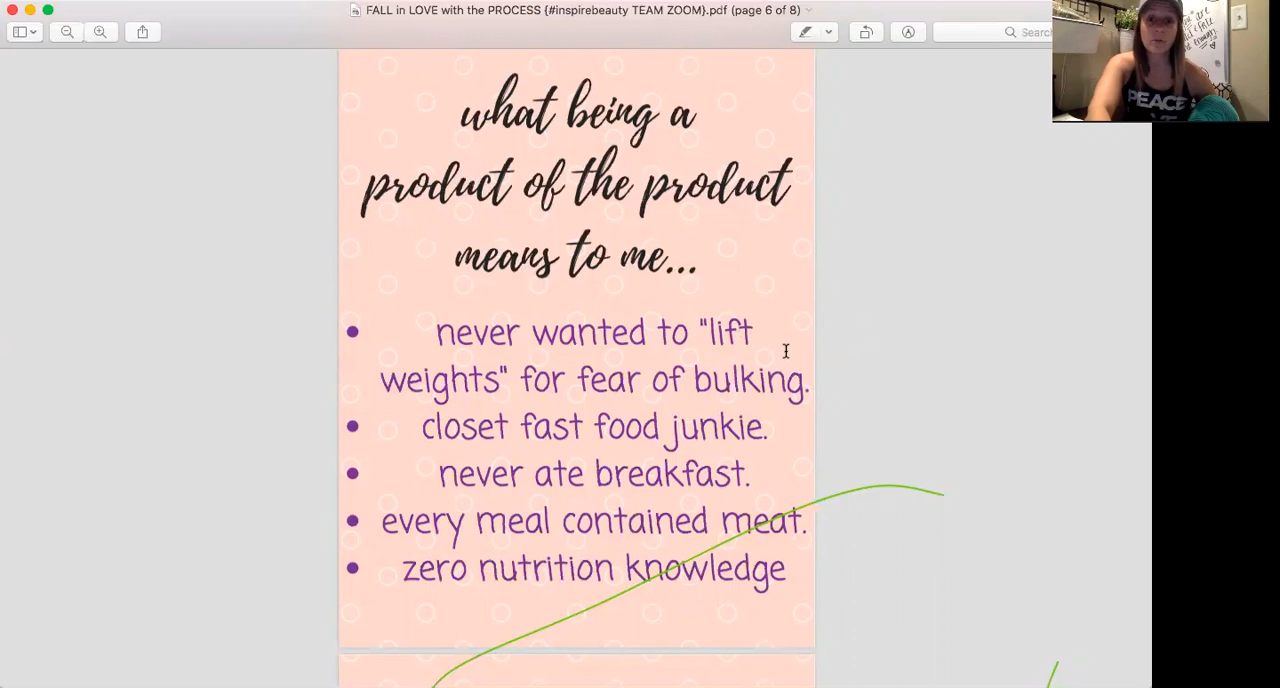 FALL in LOVE with the PROCESS {#inspirebeauty TEAM ZOOM}.pdf (page 6 of 8)
Search
what being a
product of the product
means to me...
• never wanted to "lift
weights" for fear of bulking.
• closet fast food junkie.
• never ate breakfast.
• every meal contained meat.
• zero nutrition knowledge
PEACE
are